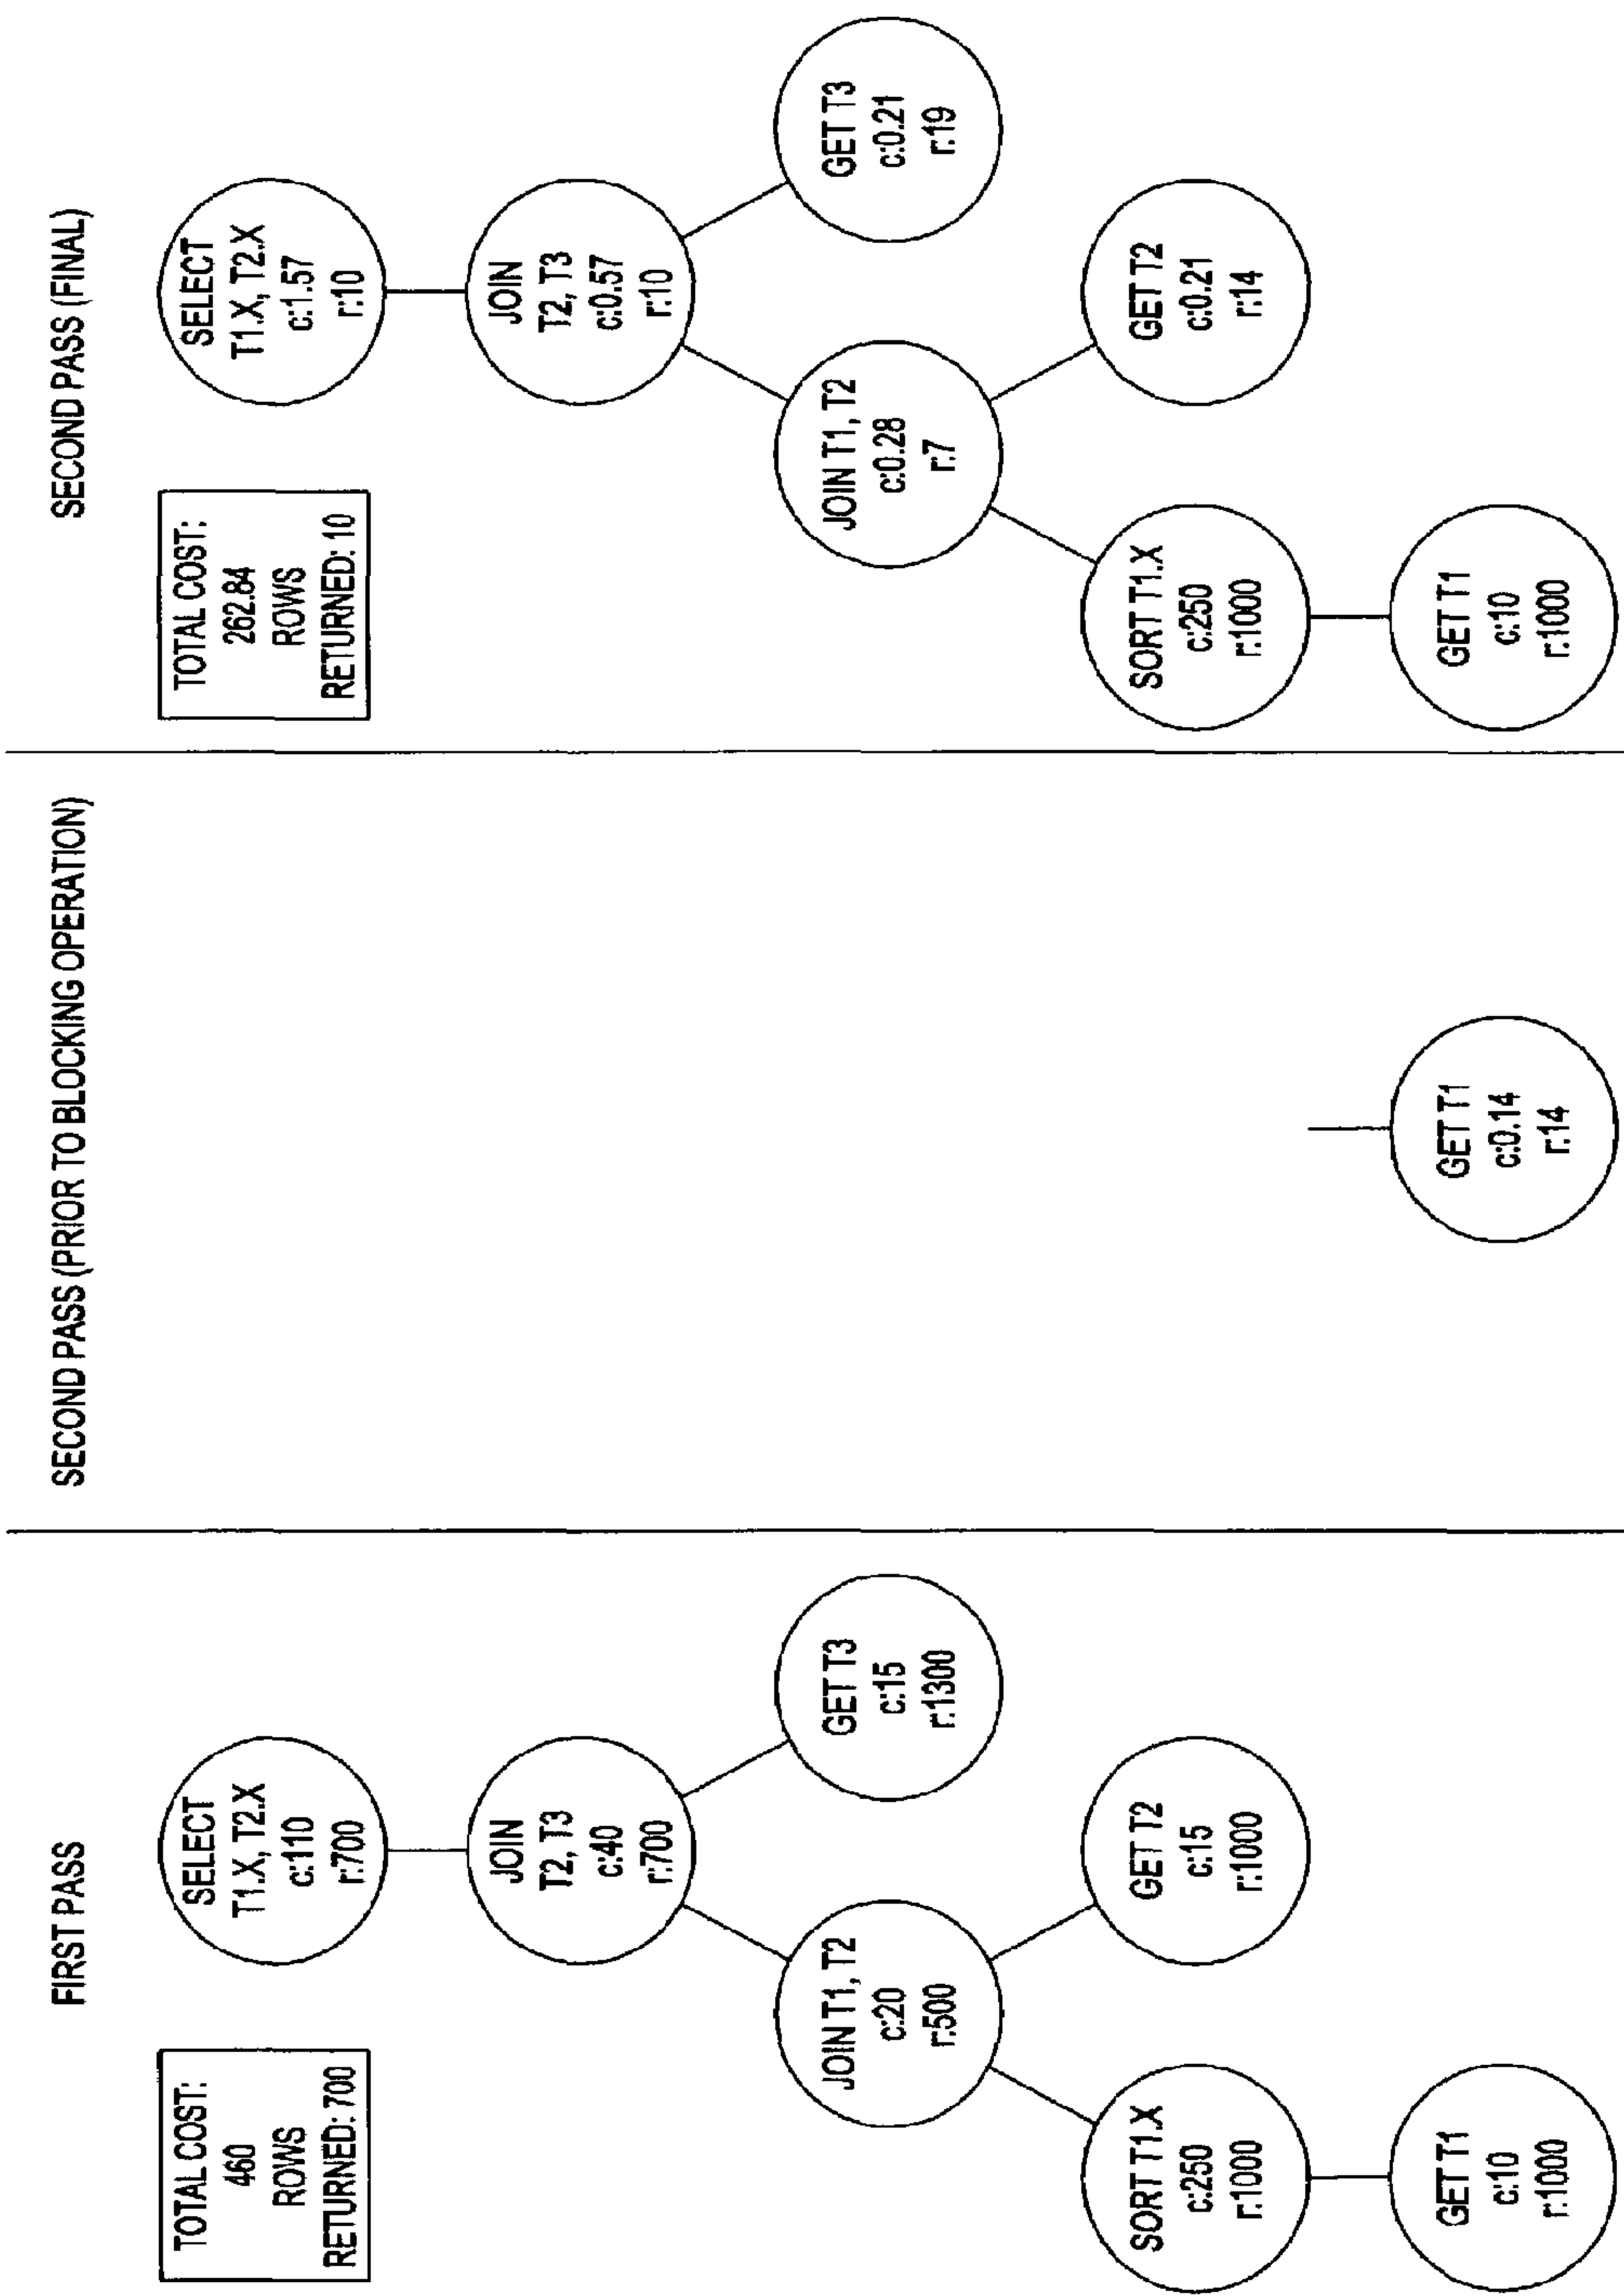 FIRST PASS
TOTAL COST:
460
ROWS
RETURNED: 700
SELECT
T1.X, T2.X
c:110
r:700
JOIN
T2, T3
c:40
r:700
JOIN T1, T2
c:20
r:500
GET T3
c:15
r:1300
SORT T1.X
c:250
r:1000
GET T2
c:15
r:1000
GET T1
c:10
r:1000
SECOND PASS (PRIOR TO BLOCKING OPERATION)
GET T1
c:0.14
r:14
SECOND PASS (FINAL)
TOTAL COST:
262.84
ROWS
RETURNED: 10
SELECT
T1.X, T2.X
c:1.57
r:10
JOIN
T2, T3
c:0.57
r:10
JOIN T1, T2
c:0.28
r:7
GET T3
c:0.21
r:19
SORT T1.X
c:250
r:1000
GET T2
c:0.21
r:14
GET T1
c:10
r:1000